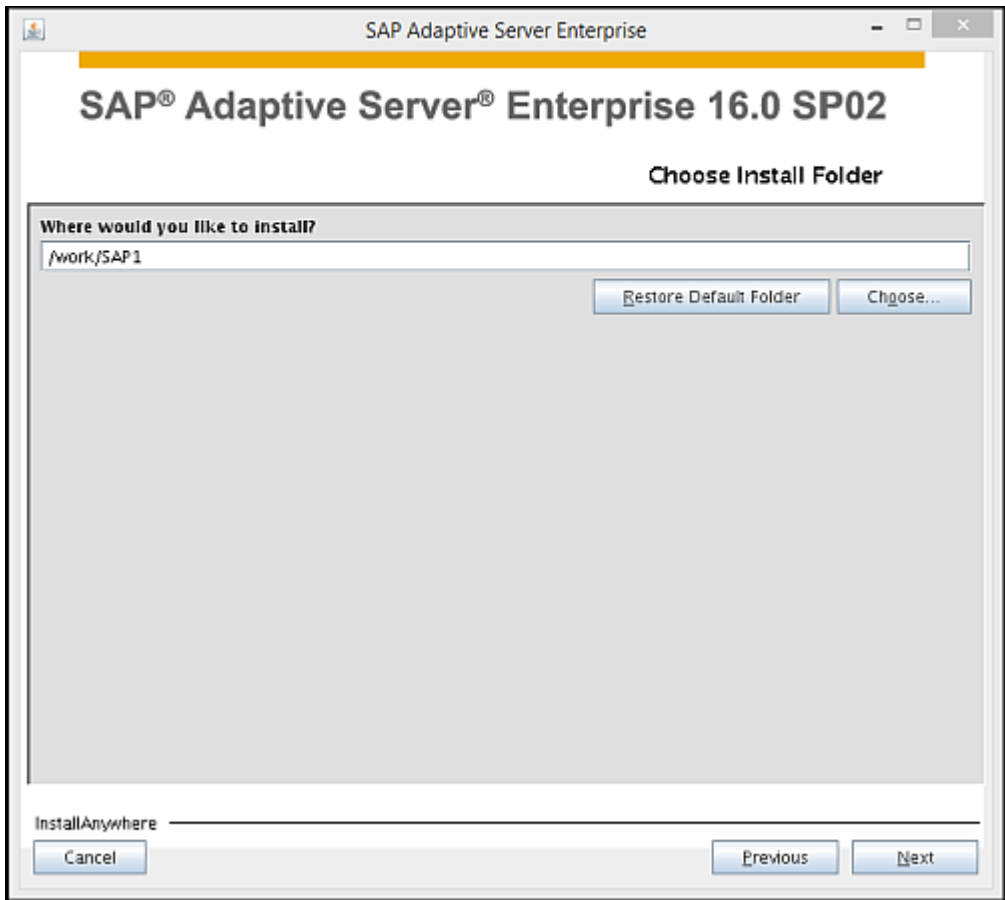 SAP Adaptive Server Enterprise
SAP® Adaptive Server® Enterprise 16.0 SP02
Choose Install Folder
Where would you like to install?
/work/SAP1
Restore Default Folder
Choose...
InstallAnywhere
Cancel
Previous
Next